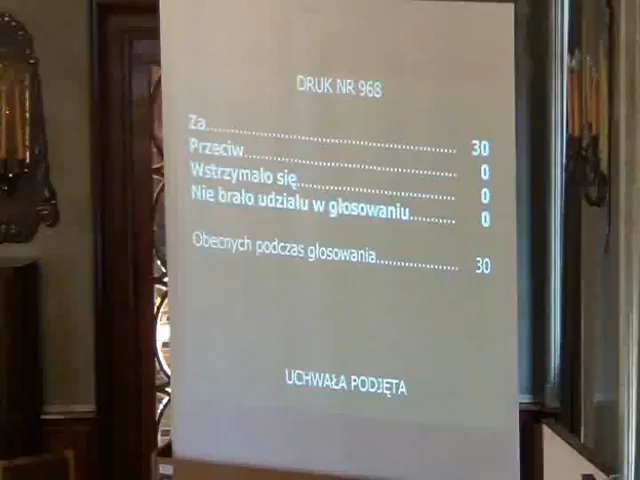 DRUK NR 968
Za........................................................ 30
Przeciw............................................... 0
Wstrzymało się.................................. 0
Nie brało udziału w głosowaniu.......... 0
Obecnych podczas głosowania.................. 30
UCHWAŁA PODJĘTA